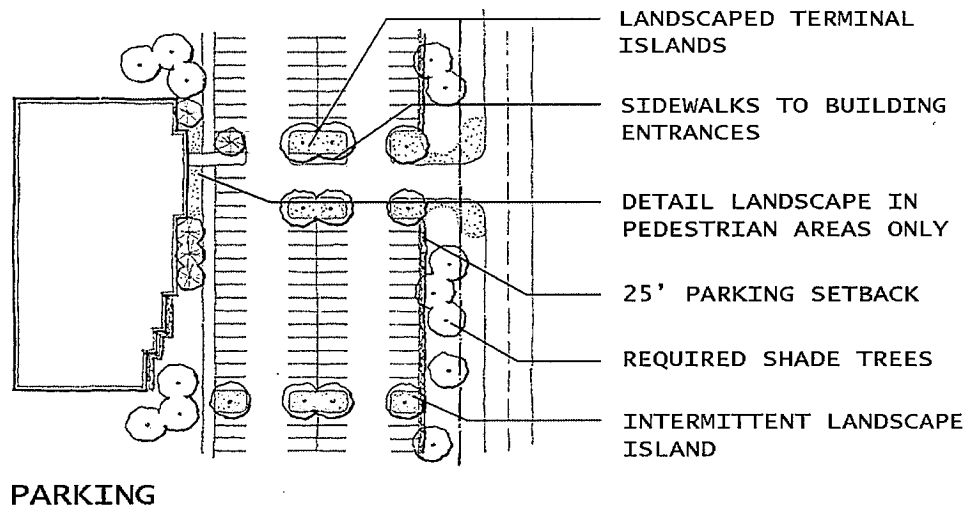 LANDSCAPED TERMINAL
ISLANDS
SIDEWALKS TO BUILDING
ENTRANCES
DETAIL LANDSCAPE IN
PEDESTRIAN AREAS ONLY
25' PARKING SETBACK
REQUIRED SHADE TREES
INTERMITTENT LANDSCAPE
ISLAND
PARKING